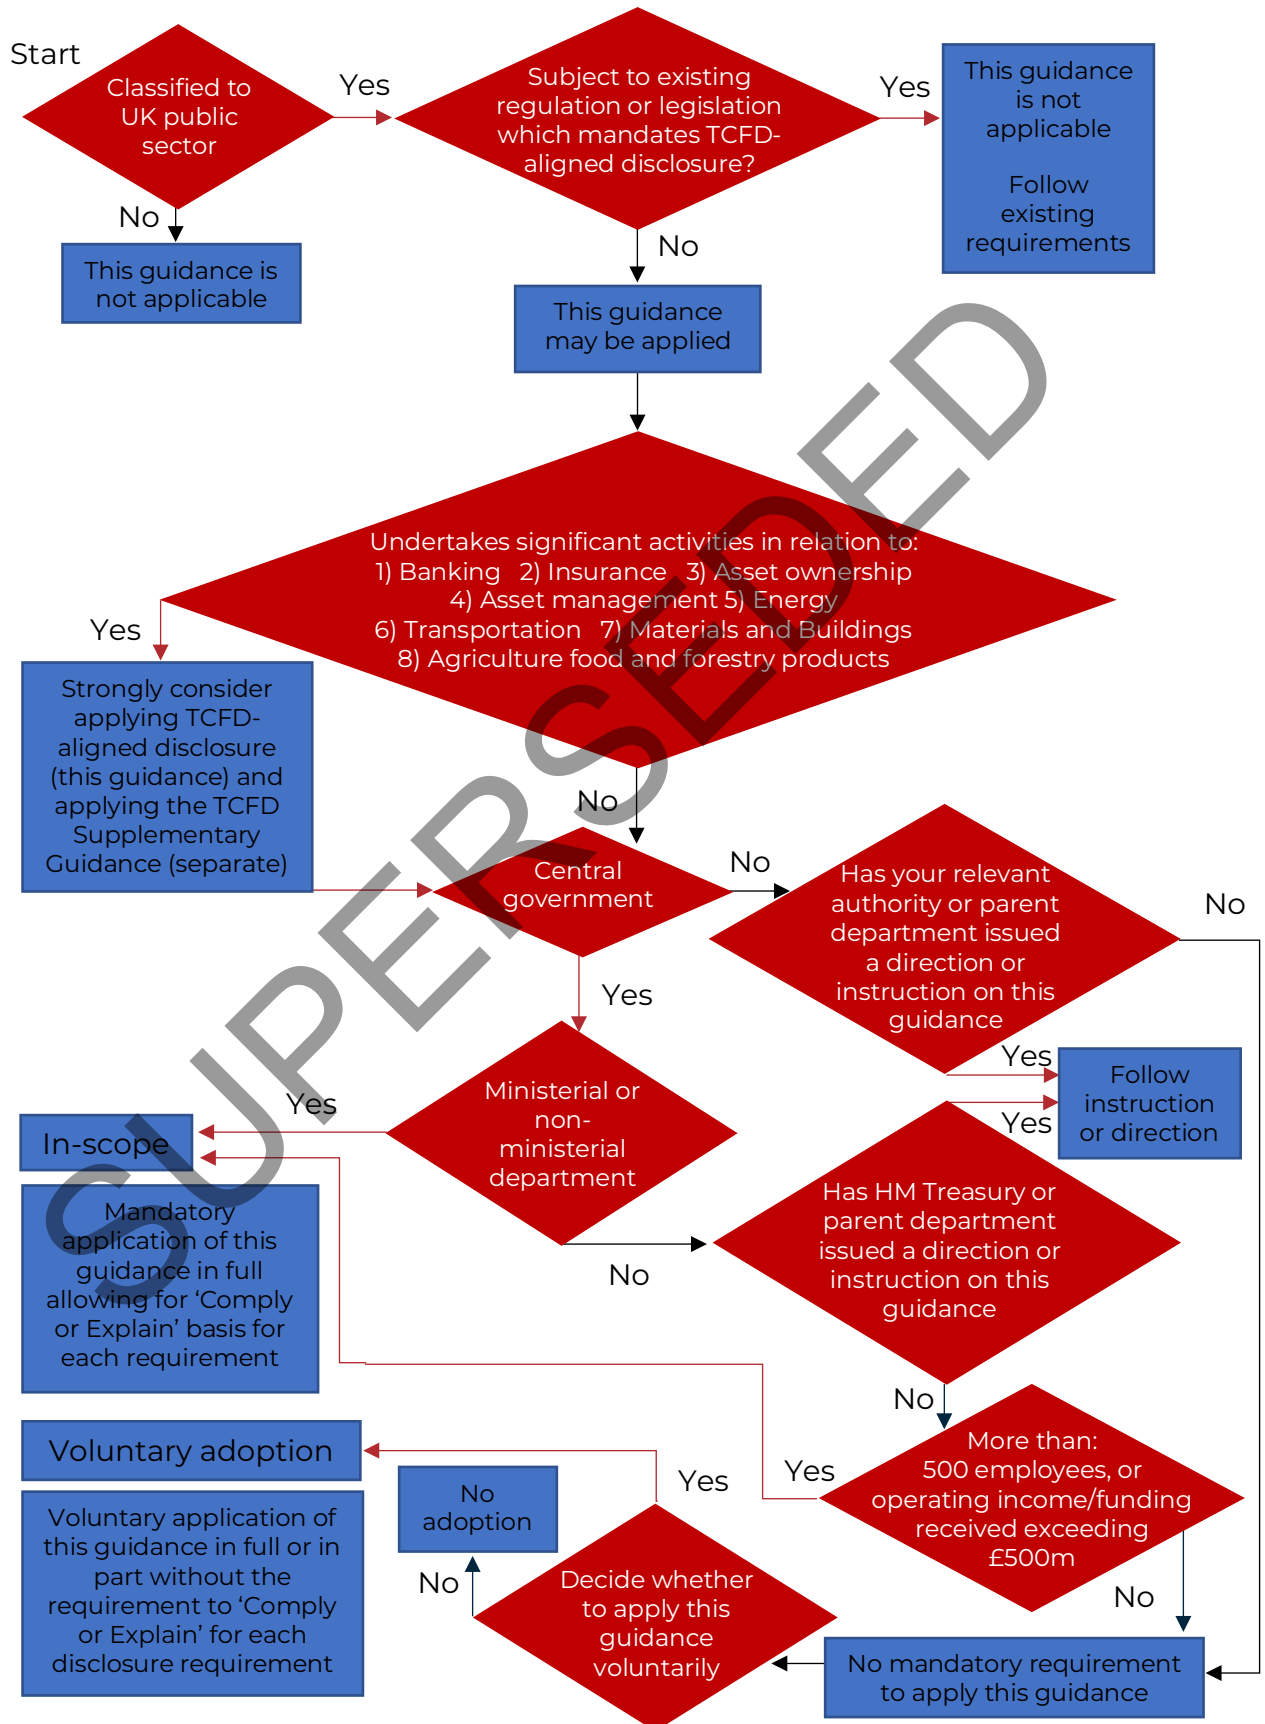 Start
Classified to
UK public
sector
Yes
Subject to existing
regulation or legislation
which mandates TCFD-
aligned disclosure?
Yes
This guidance
is not
applicable
Follow
existing
requirements
No
This guidance is
not applicable
No
This guidance
may be applied
Undertakes significant activities in relation to:
1) Banking 2) Insurance 3) Asset ownership
4) Asset management 5) Energy
6) Transportation 7) Materials and Buildings
8) Agriculture food and forestry products
Yes
Strongly consider
applying TCFD-
aligned disclosure
(this guidance) and
applying the TCFD
Supplementary
Guidance (separate)
No
Central
government
No
Has your relevant
authority or parent
department issued
a direction or
instruction on this
guidance
No
Yes
Yes
Follow
instruction
or direction
Ministerial or
non-
ministerial
department
Yes
In-scope
Mandatory
application of this
guidance in full
allowing for ‘Comply
or Explain’ basis for
each requirement
No
Yes
Has HM Treasury or
parent department
issued a direction or
instruction on this
guidance
No
More than:
500 employees, or
operating income/funding
received exceeding
£500m
Yes
No
No mandatory requirement
to apply this guidance
Decide whether
to apply this
guidance
voluntarily
Yes
No
No
adoption
Voluntary adoption
Voluntary application of
this guidance in full or in
part without the
requirement to ‘Comply
or Explain’ for each
disclosure requirement
SUPERSEDED